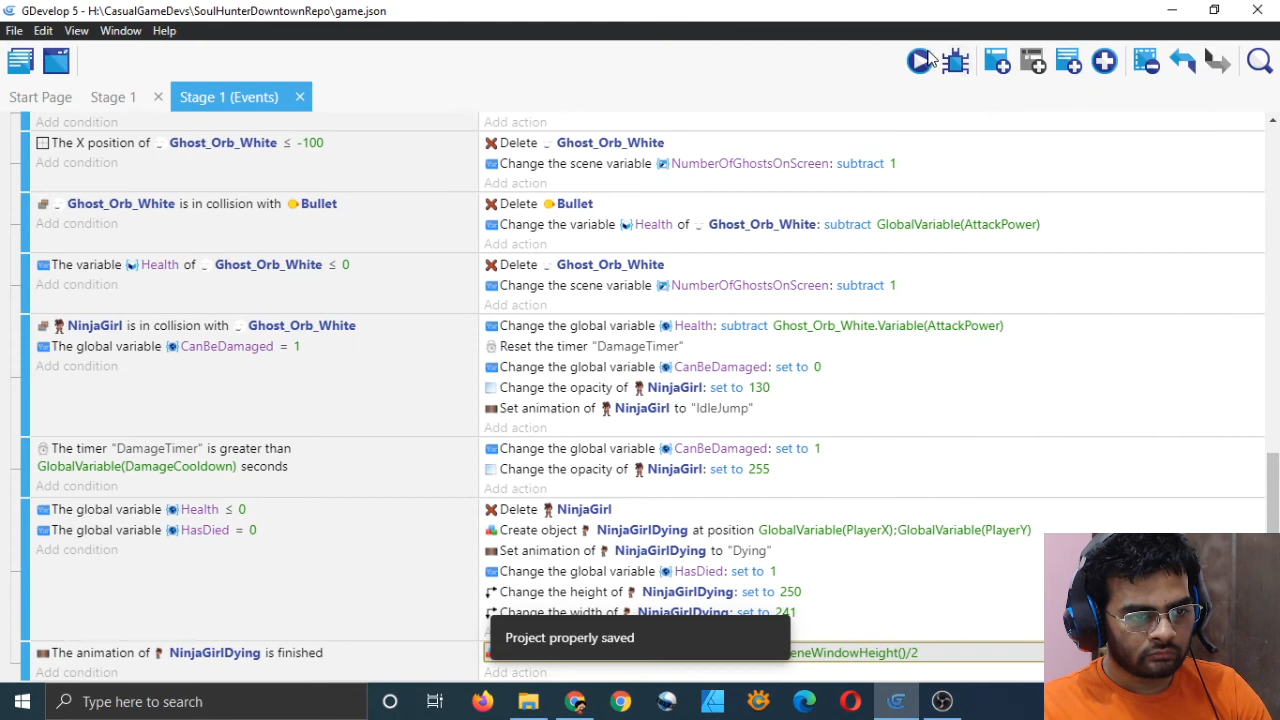 GDevelop 5 - H:\CasualGameDevs\SoulHunterDowntownRepo\game.json
File Edit View Window Help
Start Page Stage 1 × Stage 1 (Events) ×
Add condition Add action
The X position of Ghost_Orb_White ≤ -100 Delete Ghost_Orb_White
Add condition Change the scene variable NumberOfGhostsOnScreen: subtract 1
Add action
Ghost_Orb_White is in collision with Bullet Delete Bullet
Add condition Change the variable Health of Ghost_Orb_White: subtract GlobalVariable(AttackPower)
Add action
The variable Health of Ghost_Orb_White ≤ 0 Delete Ghost_Orb_White
Add condition Change the scene variable NumberOfGhostsOnScreen: subtract 1
Add action
NinjaGirl is in collision with Ghost_Orb_White Change the global variable Health: subtract Ghost_Orb_White.Variable(AttackPower)
The global variable CanBeDamaged = 1 Reset the timer "DamageTimer"
Add condition Change the global variable CanBeDamaged: set to 0
Change the opacity of NinjaGirl: set to 130
Set animation of NinjaGirl to "IdleJump"
Add action
The timer "DamageTimer" is greater than Change the global variable CanBeDamaged: set to 1
GlobalVariable(DamageCooldown) seconds Change the opacity of NinjaGirl: set to 255
Add condition Add action
The global variable Health ≤ 0 Delete NinjaGirl
The global variable HasDied = 0 Create object NinjaGirlDying at position GlobalVariable(PlayerX);GlobalVariable(PlayerY)
Add condition Set animation of NinjaGirlDying to "Dying"
Change the global variable HasDied: set to 1
Change the height of NinjaGirlDying: set to 250
Change the width of NinjaGirlDying: set to 241
Project properly saved
The animation of NinjaGirlDying is finished eneWindowHeight()/2
Add condition Add action
Type here to search